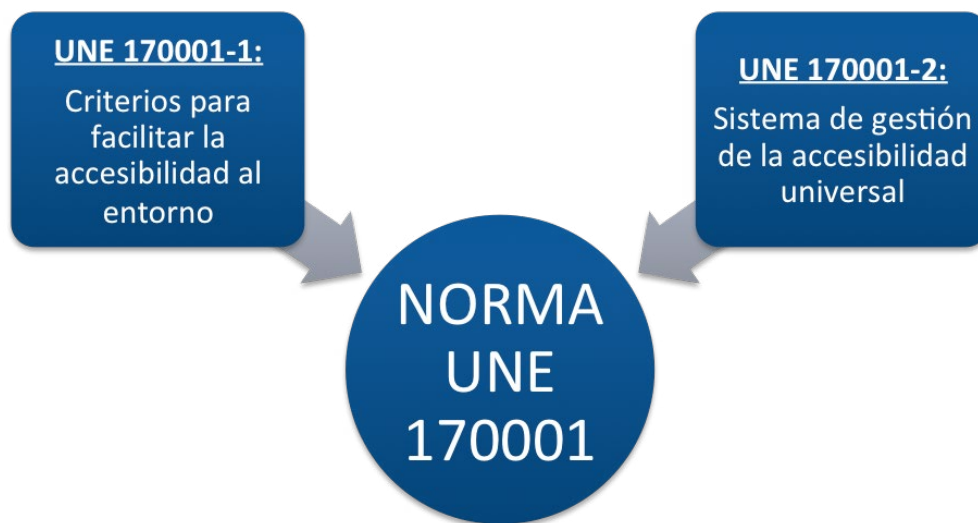 UNE 170001-1:
Criterios para
facilitar la
accesibilidad al
entorno
UNE 170001-2:
Sistema de gestión
de la accesibilidad
universal
NORMA
UNE
170001